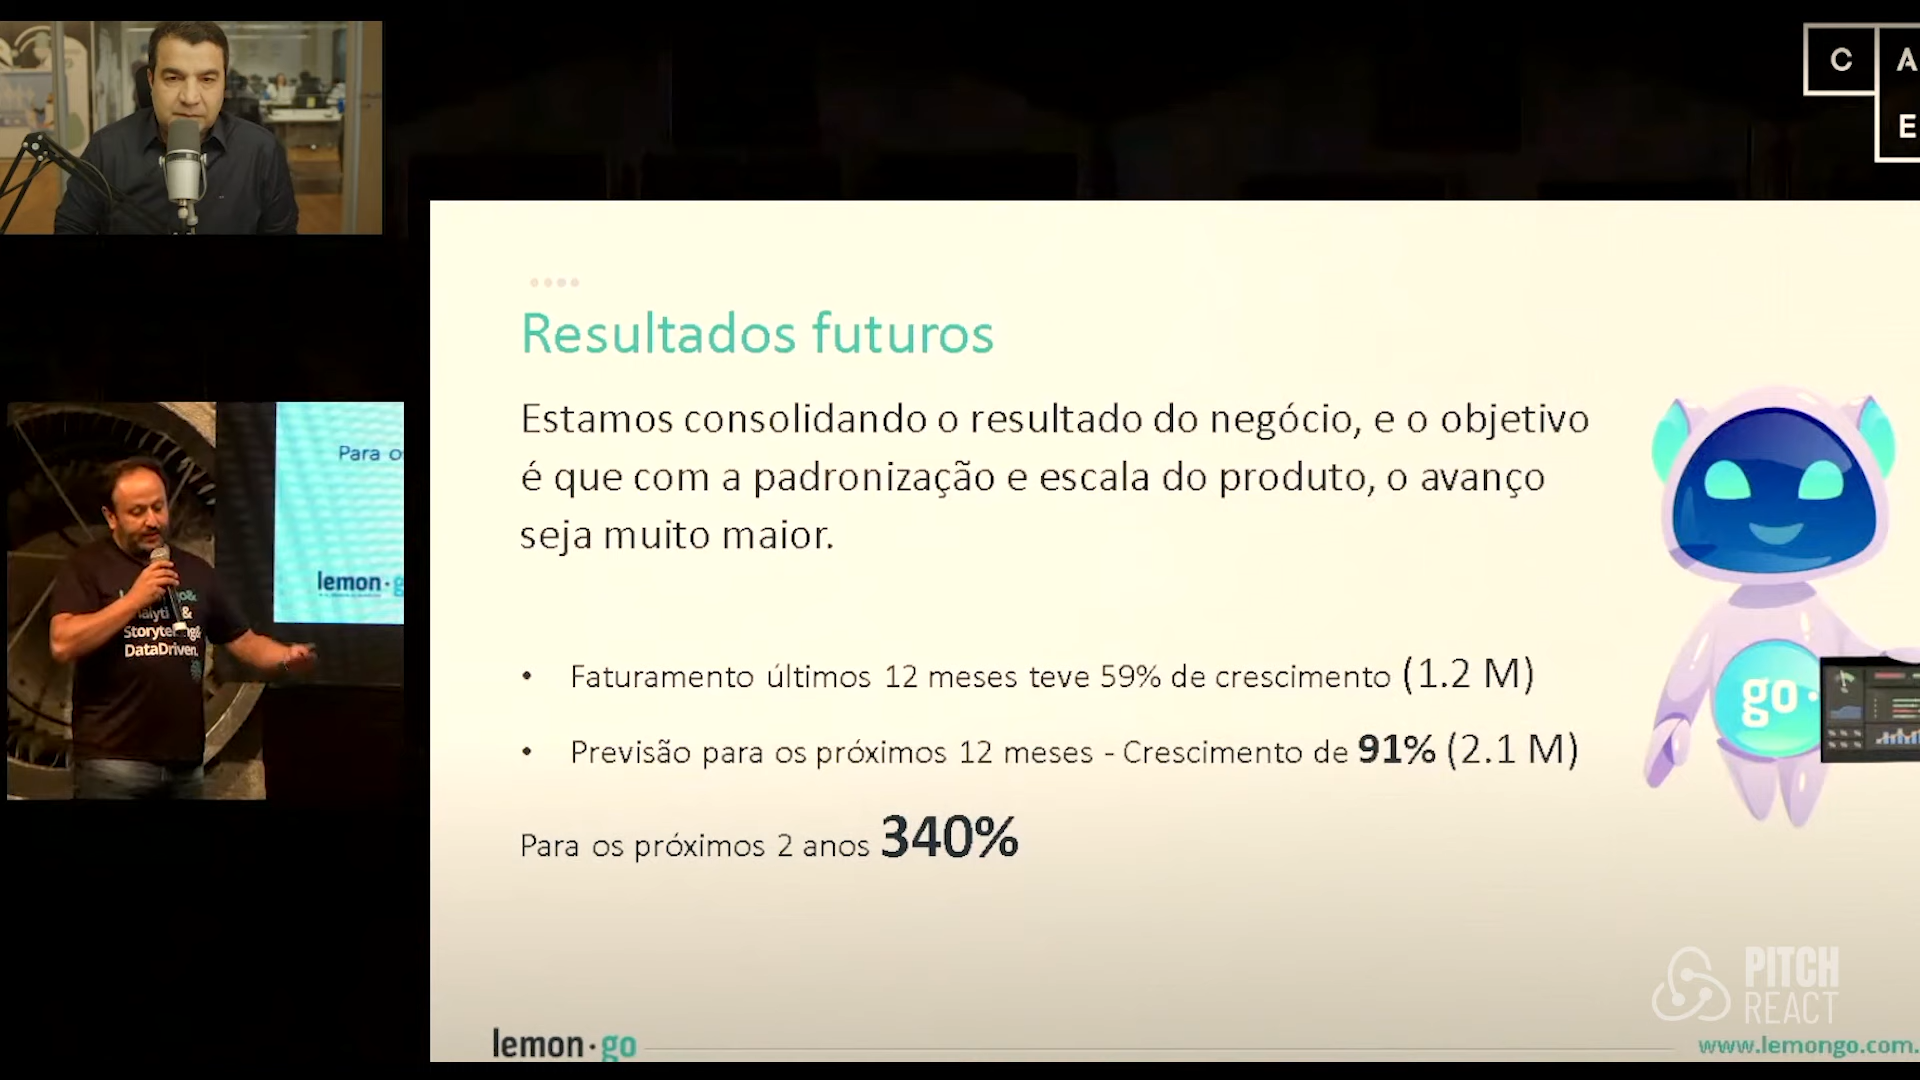 C A
E
Resultados futuros
Estamos consolidando o resultado do negócio, e o objetivo
é que com a padronização e escala do produto, o avanço
seja muito maior.
• Faturamento últimos 12 meses teve 59% de crescimento (1.2 M)
• Previsão para os próximos 12 meses - Crescimento de 91% (2.1 M)
Para os próximos 2 anos 340%
go
Para o
lemon·g
Storyte
DataDriven.
PITCH
REACT
lemon·go
www.lemongo.com.